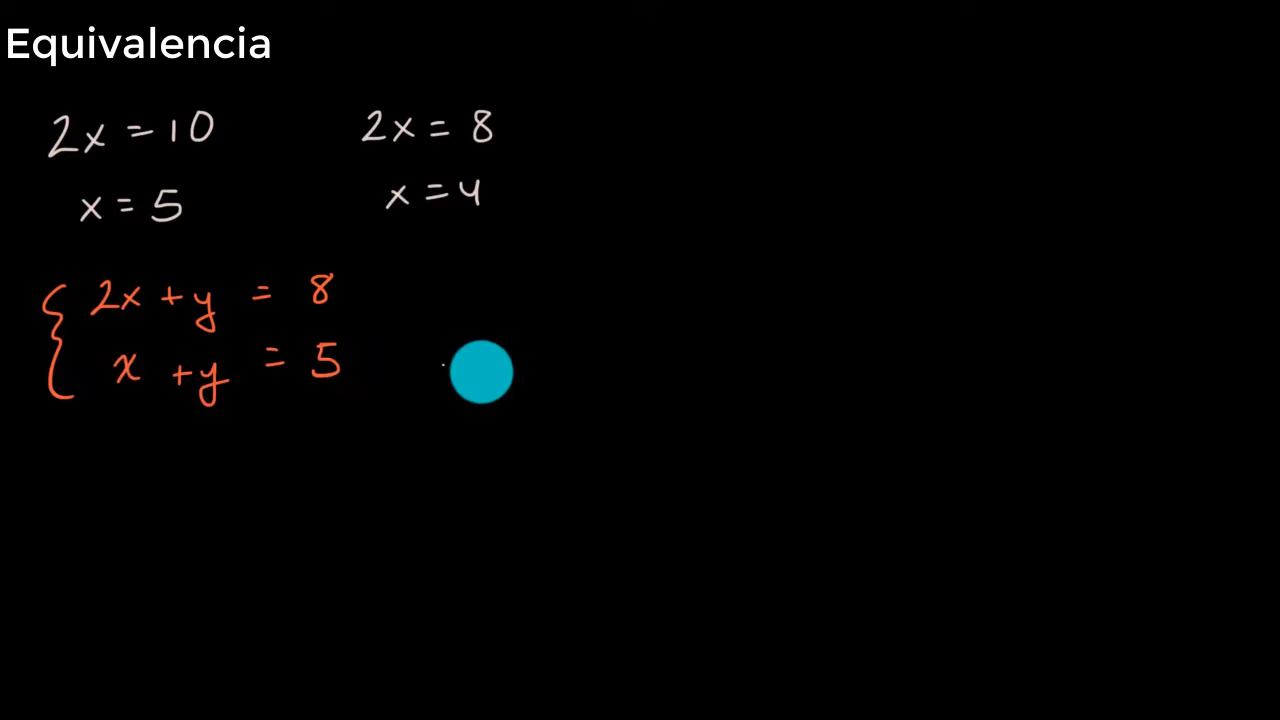 Equivalencia
2x = 10 2x = 8
x = 5 x = 4
{ 2x + y = 8
x + y = 5